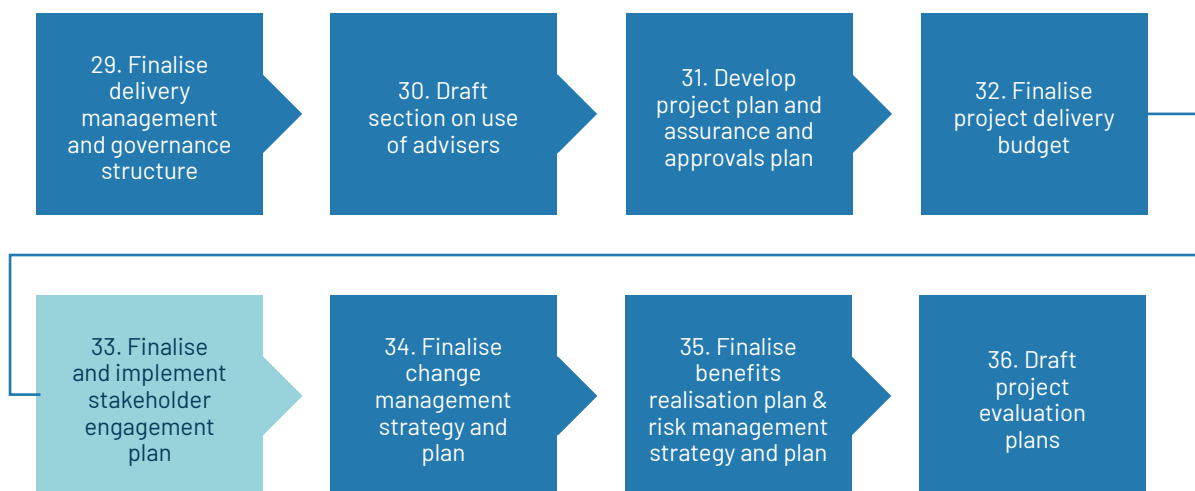 29. Finalise
delivery
management
and governance
structure
30. Draft
section on use
of advisers
31. Develop
project plan and
assurance and
approvals plan
32. Finalise
project delivery
budget
33. Finalise
and implement
stakeholder
engagement
plan
34. Finalise
change
management
strategy and
plan
35. Finalise
benefits
realisation plan &
risk management
strategy and plan
36. Draft
project
evaluation
plans